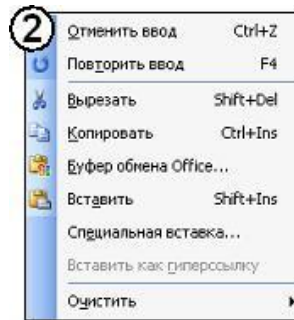 2
Отменить ввод Ctrl+Z
Повторить ввод F4
Вырезать Shift+Del
Копировать Ctrl+Ins
Буфер обмена Office...
Вставить Shift+Ins
Специальная вставка...
Вставить как гиперссылку
Очистить